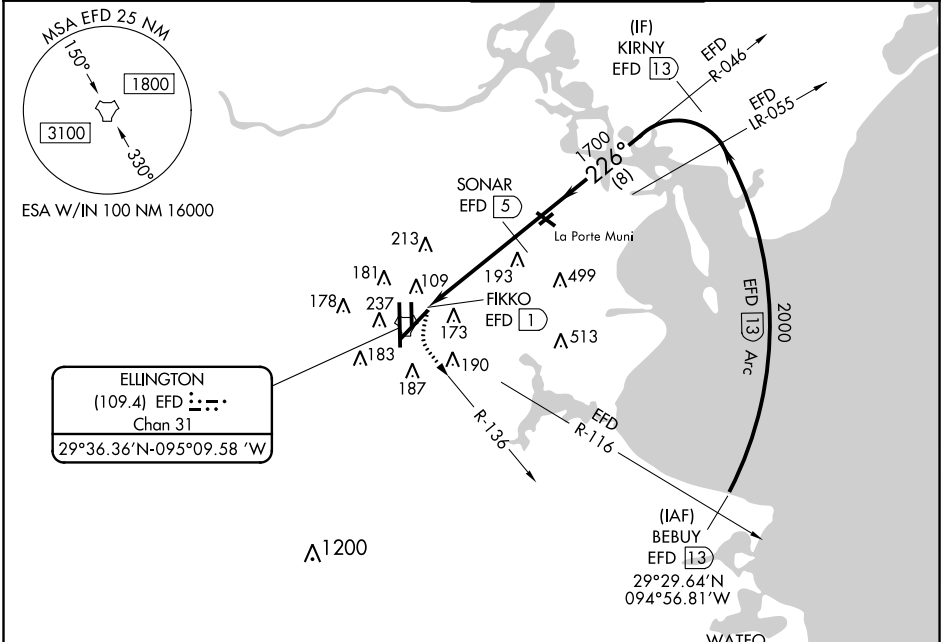 MSA EFD 25 NM
150°
1800
3100
330°
ESA W/IN 100 NM 16000
(IF)
KIRNY
EFD 13
EFD
R-046
EFD
LR-055
1700
226°
(8)
SONAR
EFD 5
La Porte Muni
213
193
499
181
109
178
237
FIKKO
EFD 1
173
513
183
190
187
EFD 13 Arc
2000
ELLINGTON
(109.4) EFD
Chan 31
29°36.36'N-095°09.58 'W
R-136
EFD
R-116
(IAF)
BEBUY
EFD 13
29°29.64'N
094°56.81'W
1200